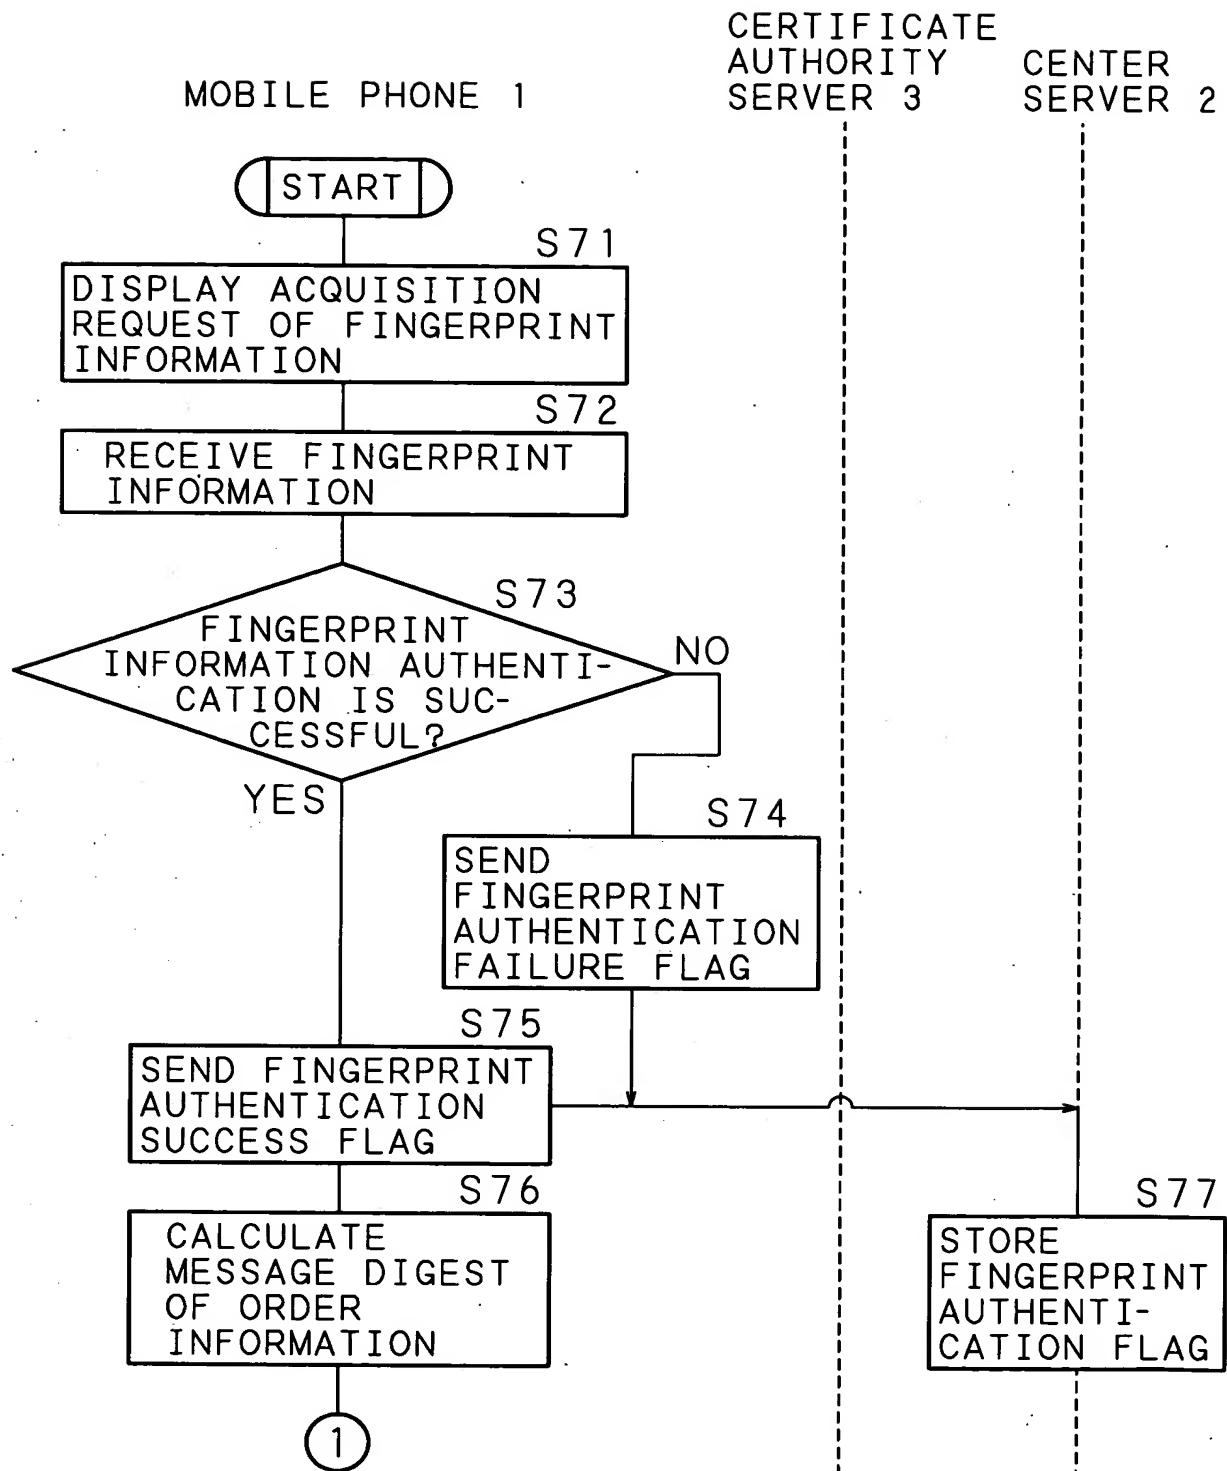 CERTIFICATE
AUTHORITY
SERVER 3
CENTER
SERVER 2
MOBILE PHONE 1
START
S71
DISPLAY ACQUISITION
REQUEST OF FINGERPRINT
INFORMATION
S72
RECEIVE FINGERPRINT
INFORMATION
S73
FINGERPRINT
INFORMATION AUTHENTI-
CATION IS SUC-
CESSFUL?
NO
YES
S74
SEND
FINGERPRINT
AUTHENTICATION
FAILURE FLAG
S75
SEND FINGERPRINT
AUTHENTICATION
SUCCESS FLAG
S76
CALCULATE
MESSAGE DIGEST
OF ORDER
INFORMATION
S77
STORE
FINGERPRINT
AUTHENTI-
CATION FLAG
1